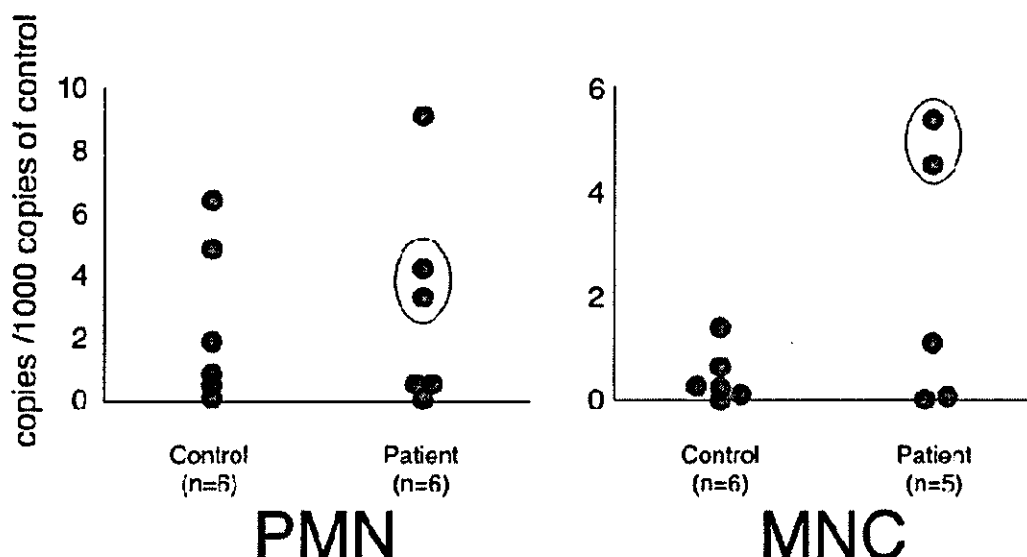 copies /1000 copies of control
10
8
6
4
2
0
Control
(n=6)
Patient
(n=6)
PMN
6
4
2
0
Control
(n=6)
Patient
(n=5)
MNC